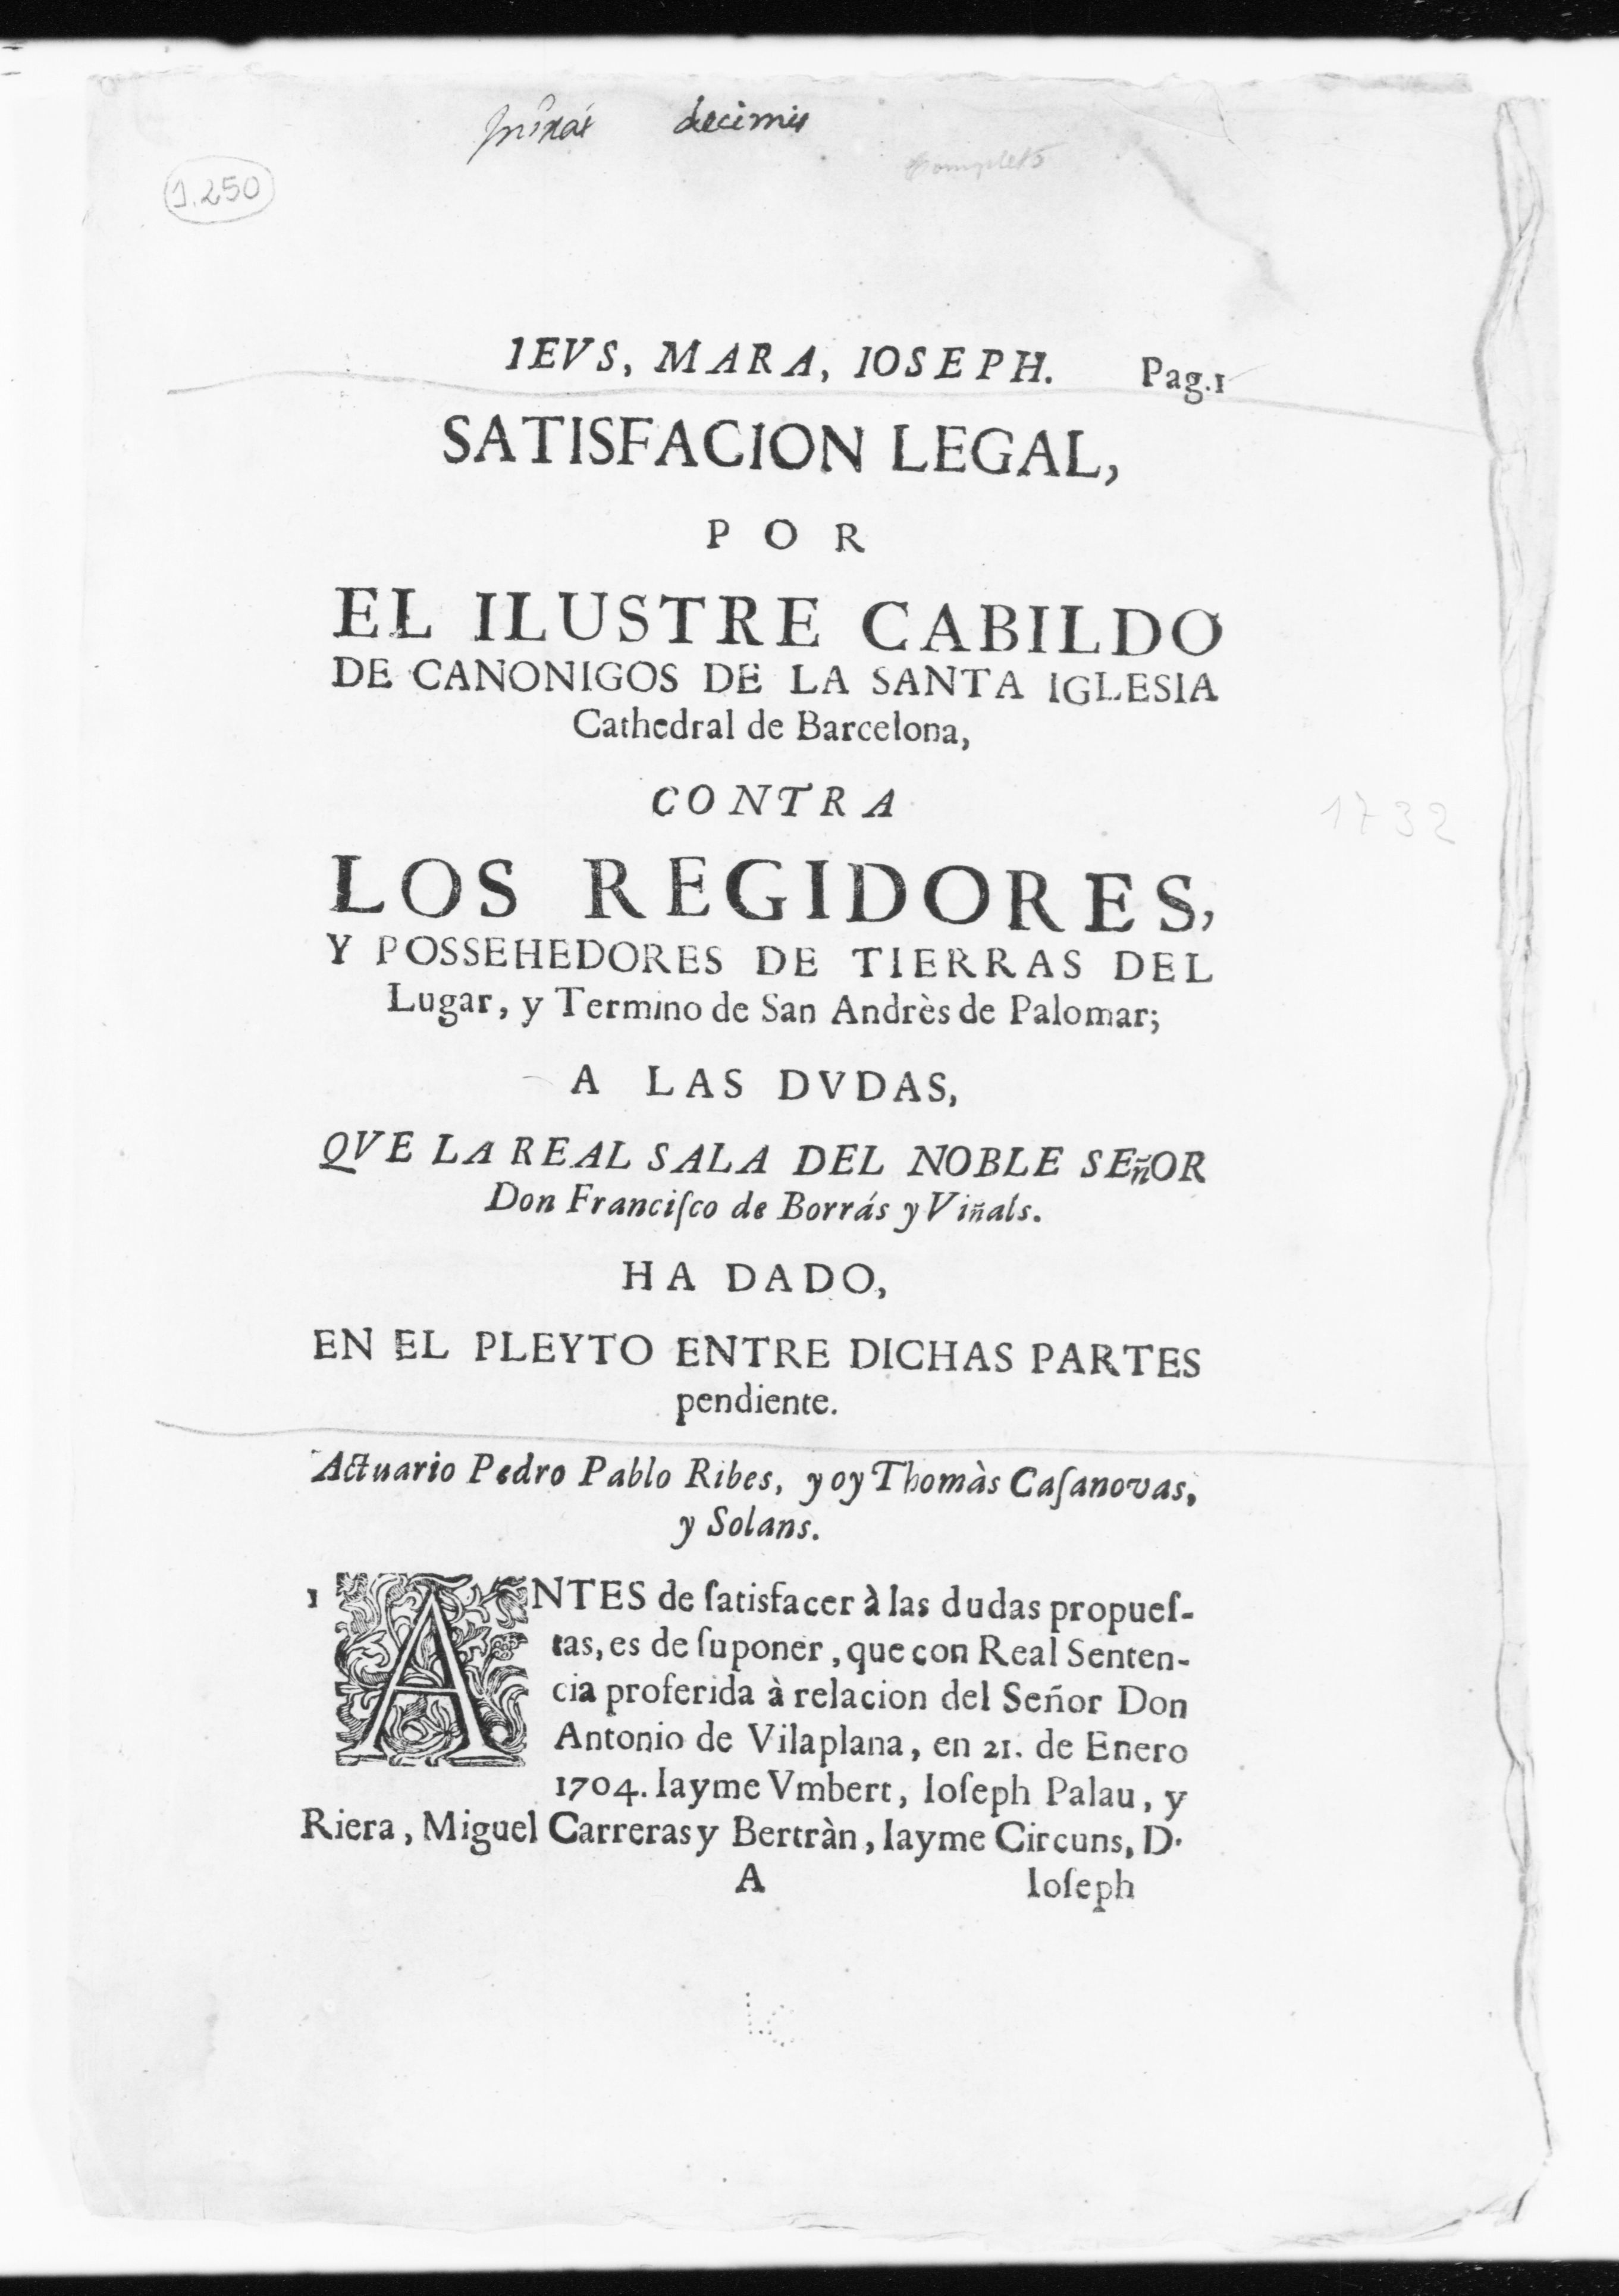 decimis
Completo
1.250
IEVS, MARA, IOSEPH. Pag.1
SATISFACION LEGAL,
POR
EL ILUSTRE CABILDO
DE CANONIGOS DE LA SANTA IGLESIA
Cathedral de Barcelona,
CONTRA
1732
LOS REGIDORES,
Y POSSEHEDORES DE TIERRAS DEL
Lugar, y Termino de San Andrès de Palomar;
A LAS DVDAS,
QVE LA REAL SALA DEL NOBLE SEñOR
Don Franciſco de Borrás y Viñals.
HA DADO,
EN EL PLEYTO ENTRE DICHAS PARTES
pendiente.
Actuario Pedro Pablo Ribes, y oy Thomàs Caſanovas,
y Solans.
1 ANTES de ſatisfacer à las dudas propueſ-
tas, es de ſuponer, que con Real Senten-
cia proferida à relacion del Señor Don
Antonio de Vilaplana, en 21. de Enero
1704. Iayme Vmbert, Ioſeph Palau, y
Riera, Miguel Carreras y Bertràn, Iayme Circuns, D.
A Ioſeph